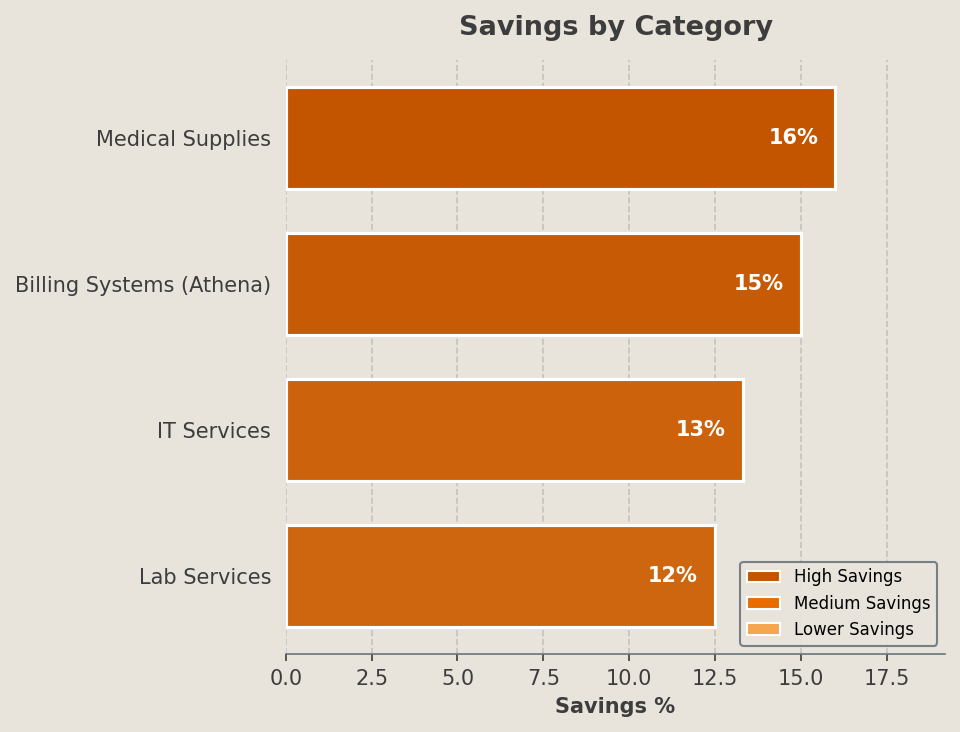 Savings by Category
Medical Supplies
16%
Billing Systems (Athena)
15%
IT Services
13%
Lab Services
12%
High Savings
Medium Savings
Lower Savings
0.0 2.5 5.0 7.5 10.0 12.5 15.0 17.5
Savings %